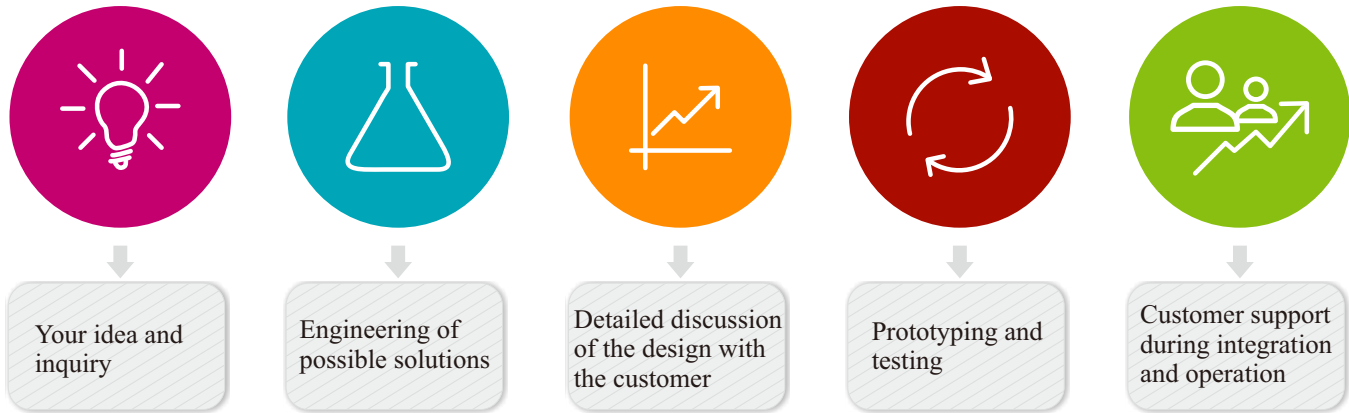 Your idea and
inquiry
Engineering of
possible solutions
Detailed discussion
of the design with
the customer
Prototyping and
testing
Customer support
during integration
and operation